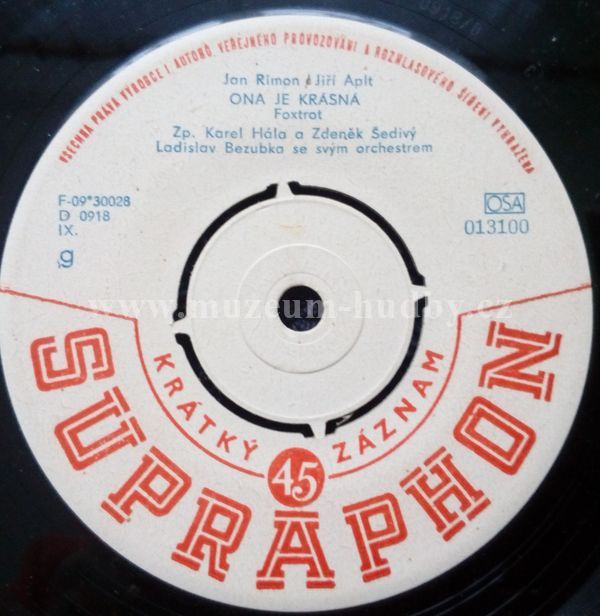 VŠECHNA PRÁVA VÝROBCE I AUTORŮ, VEŘEJNÉHO PROVOZOVÁNÍ A ROZHLASOVÉHO ŠÍŘENÍ VYHRAŽENA
Jan Rimon / Jiří Aplt
ONA JE KRÁSNÁ
Foxtrot
Zp. Karel Hála a Zdeněk Šedivý
Ladislav Bezubka se svým orchestrem
F-09*30028
D 0918
IX.
g
OSA
013100
www.muzeum-hudby.cz
KRÁTKÝ ZÁZNAM
45
SUPRAPHON